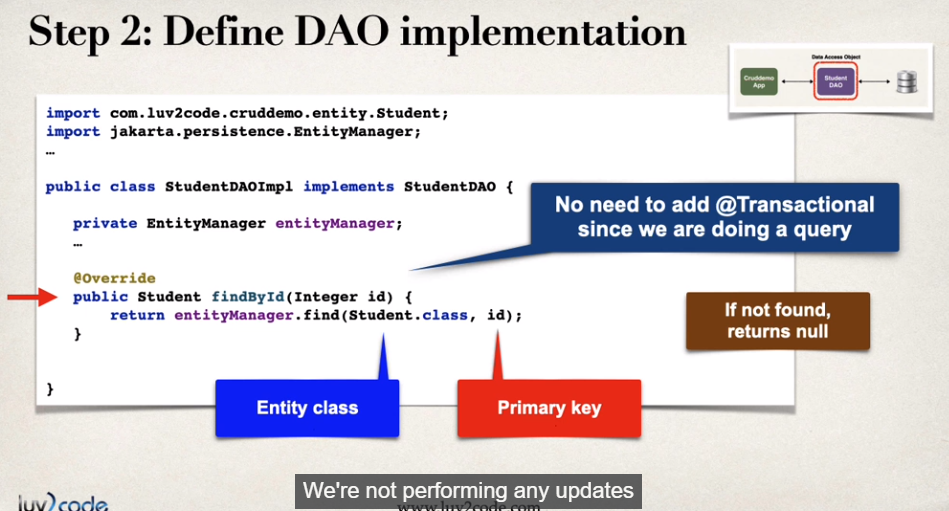 Step 2: Define DAO implementation
Data Access Object
Cruddemo
App
Student
DAO
import com.luv2code.cruddemo.entity.Student;
import jakarta.persistence.EntityManager;
…
public class StudentDAOImpl implements StudentDAO {
private EntityManager entityManager;
…
@Override
public Student findById(Integer id) {
return entityManager.find(Student.class, id);
}
}
No need to add @Transactional
since we are doing a query
If not found,
returns null
Entity class
Primary key
We're not performing any updates
luv2code
www.luv2code.com